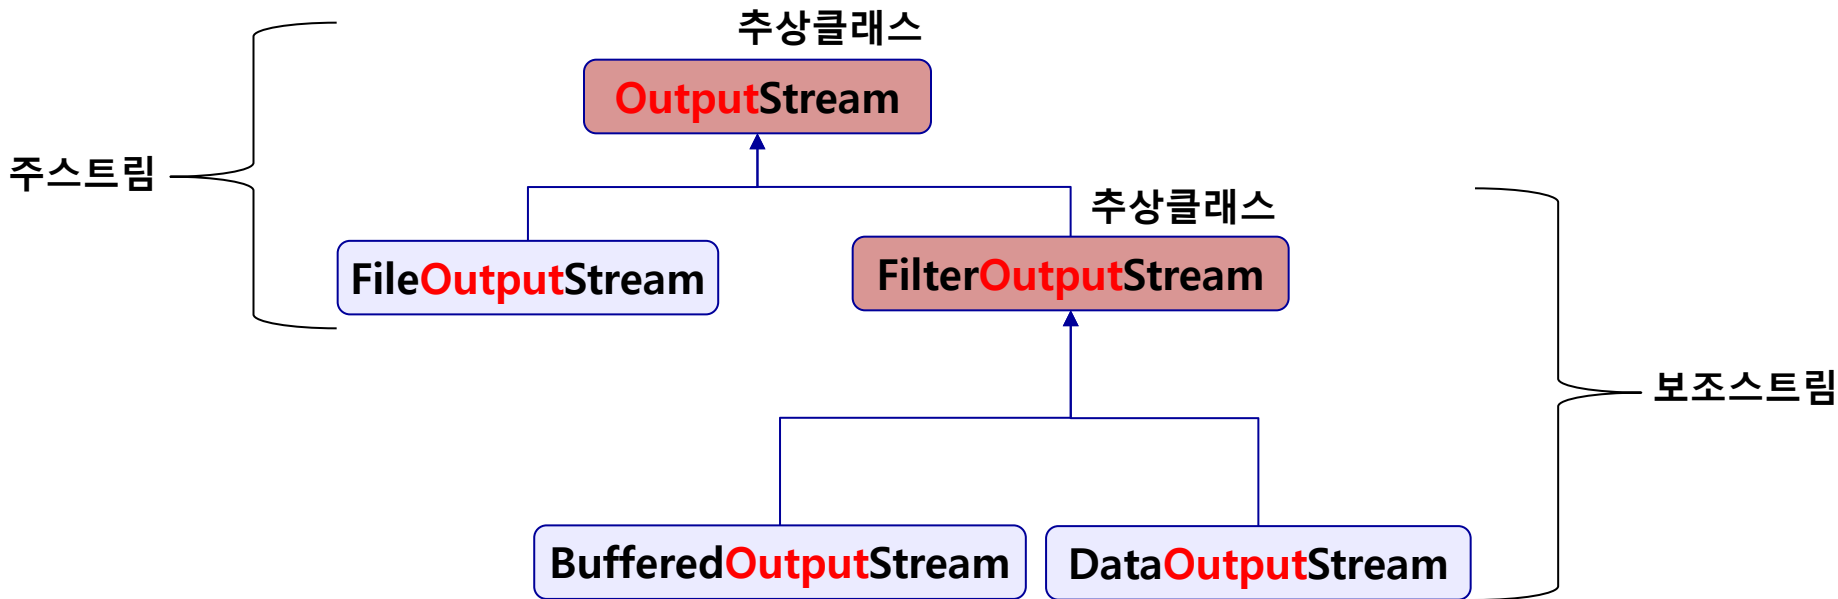 추상클래스
OutputStream
주스트림
추상클래스
FileOutputStream
FilterOutputStream
보조스트림
BufferedOutputStream
DataOutputStream